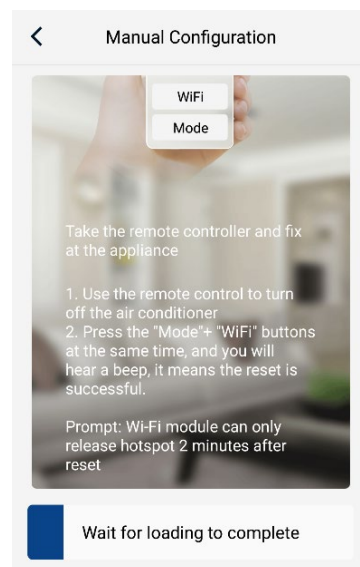 Manual Configuration
WiFi
Mode
Take the remote controller and fix
at the appliance
1. Use the remote control to turn
off the air conditioner
2. Press the "Mode"+ "WiFi" buttons
at the same time, and you will
hear a beep, it means the reset is
successful.
Prompt: Wi-Fi module can only
release hotspot 2 minutes after
reset
Wait for loading to complete